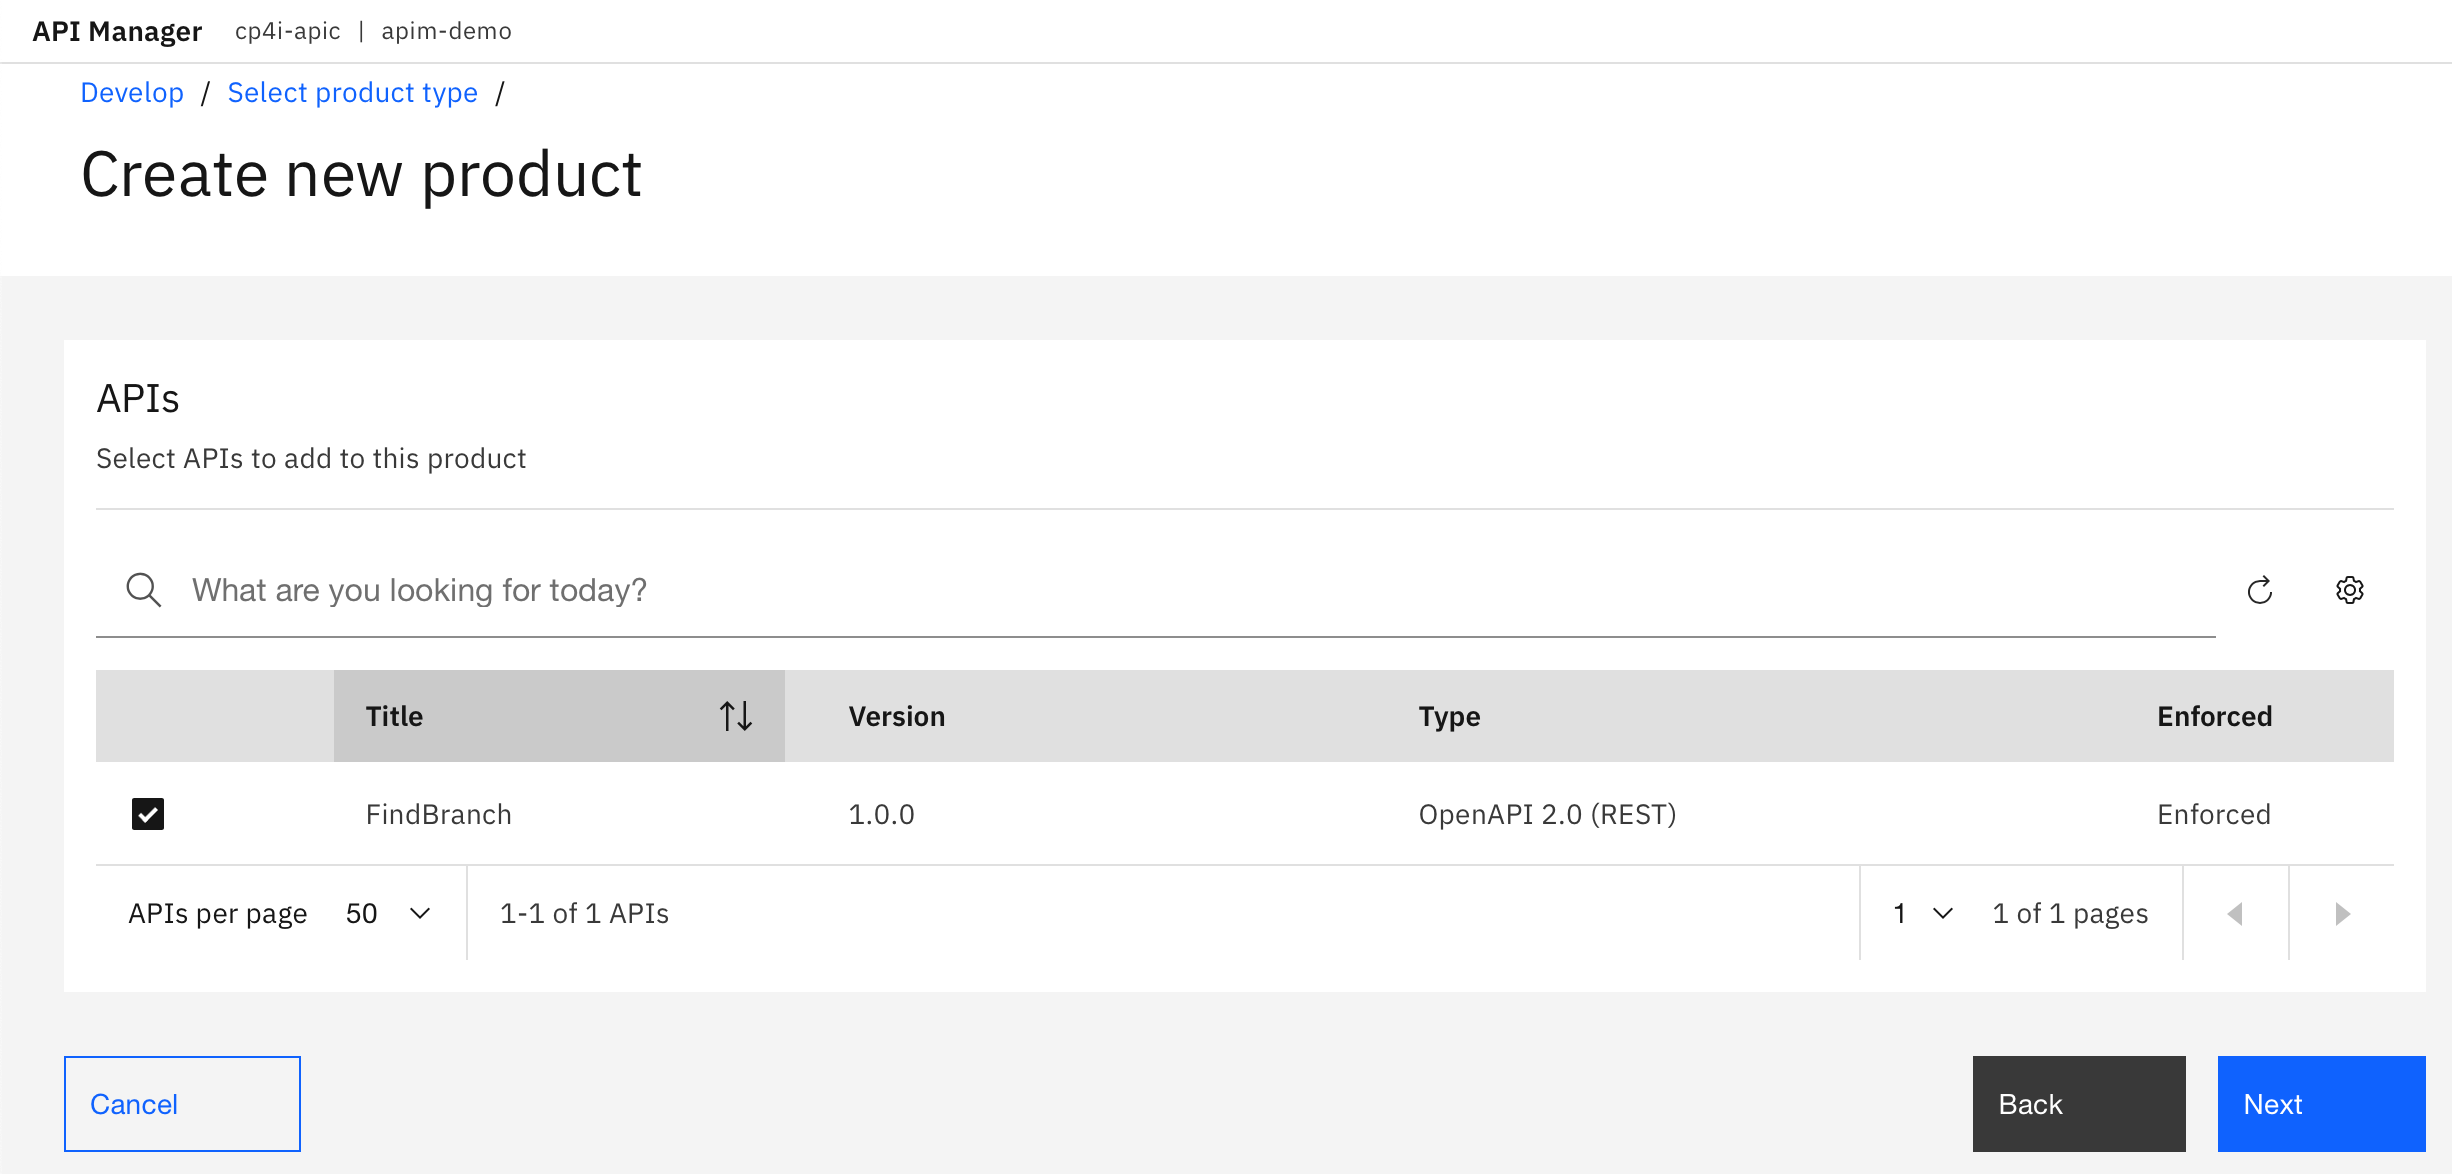 API Manager cp4i-apic | apim-demo
Develop / Select product type /
Create new product
APIs
Select APIs to add to this product
What are you looking for today?
Title Version Type Enforced
FindBranch 1.0.0 OpenAPI 2.0 (REST) Enforced
APIs per page 50 1-1 of 1 APIs 1 1 of 1 pages
Cancel Back Next